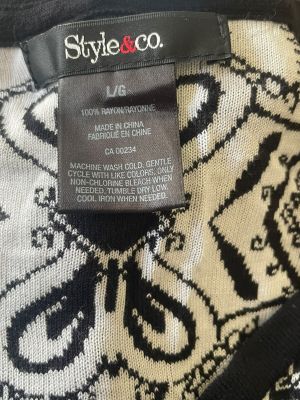 Style&co.
L/G
100% RAYON/RAYONNE
MADE IN CHINA
FABRIQUÉ EN CHINE
CA 00234
MACHINE WASH COLD, GENTLE
CYCLE WITH LIKE COLORS, ONLY
NON-CHLORINE BLEACH WHEN
NEEDED, TUMBLE DRY LOW.
COOL IRON WHEN NEEDED.